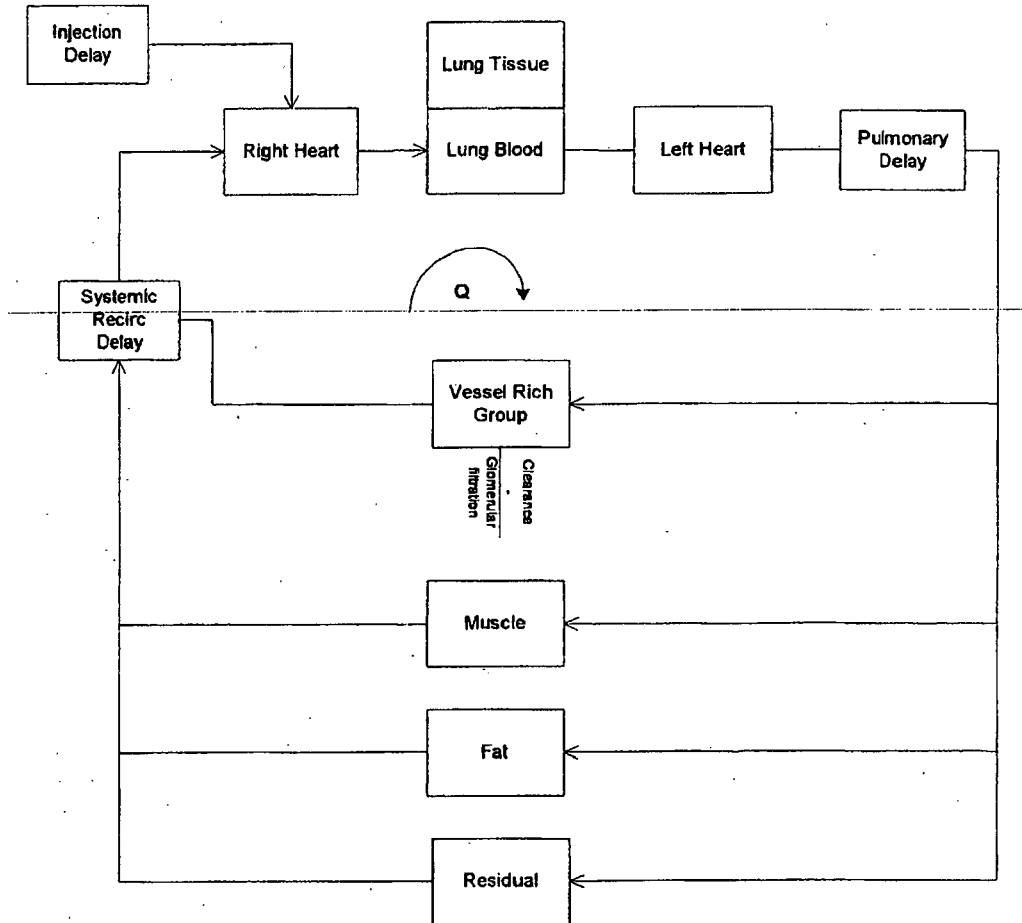 Injection
Delay
Lung Tissue
Right Heart
Lung Blood
Left Heart
Pulmonary
Delay
Systemic
Recirc
Delay
Q
Vessel Rich
Group
Clearance
Glomerular
filtration
Muscle
Fat
Residual